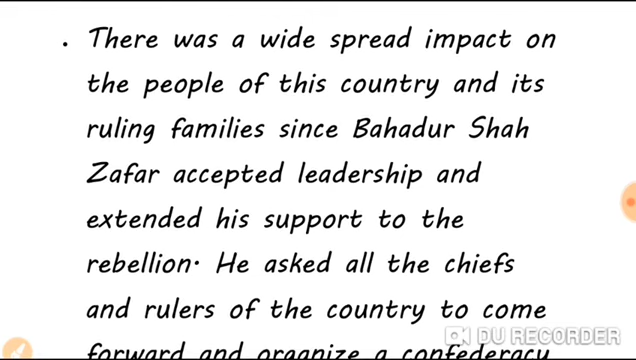 • There was a wide spread impact on
the people of this country and its
ruling families since Bahadur Shah
Zafar accepted leadership and
extended his support to the
rebellion. He asked all the chiefs
and rulers of the country to come
forward and organize a confederacy
DU RECORDER